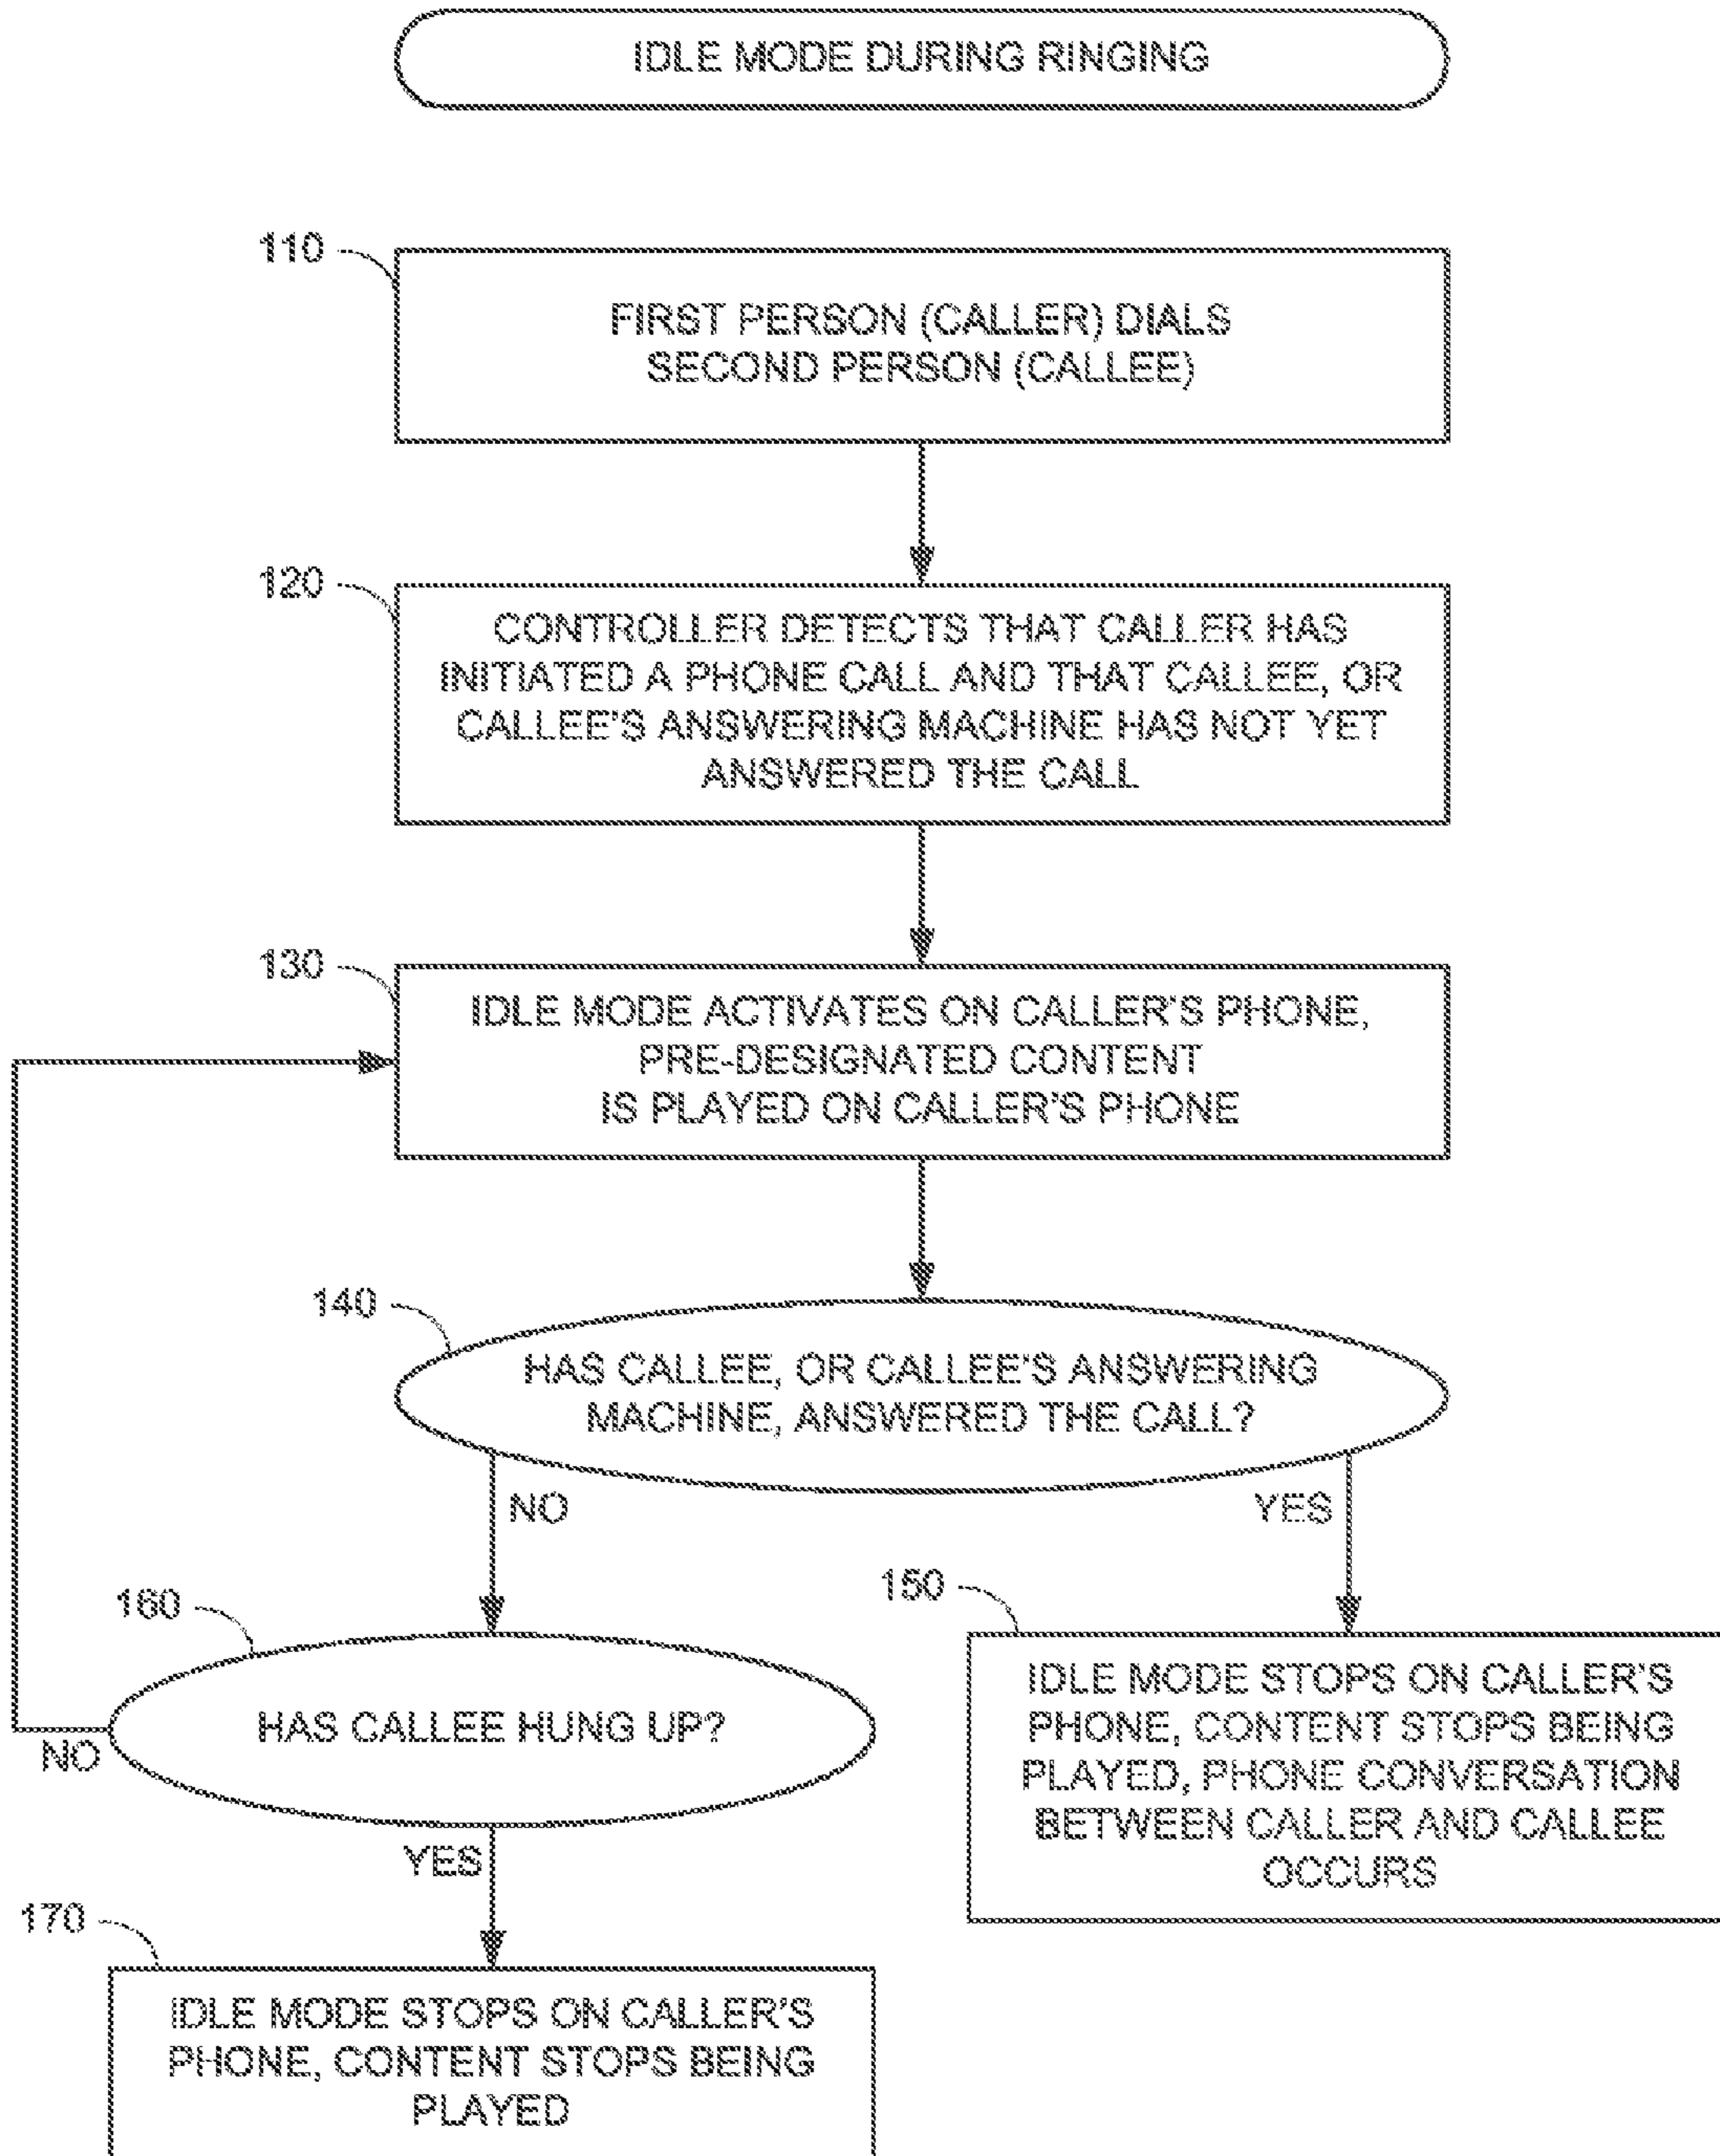 IDLE MODE DURING RINGING
110
FIRST PERSON (CALLER) DIALS
SECOND PERSON (CALLEE)
120
CONTROLLER DETECTS THAT CALLER HAS
INITIATED A PHONE CALL AND THAT CALLEE, OR
CALLEE'S ANSWERING MACHINE HAS NOT YET
ANSWERED THE CALL
130
IDLE MODE ACTIVATES ON CALLER'S PHONE,
PRE-DESIGNATED CONTENT
IS PLAYED ON CALLER'S PHONE
140
HAS CALLEE, OR CALLEE'S ANSWERING
MACHINE, ANSWERED THE CALL?
NO
YES
160
HAS CALLEE HUNG UP?
NO
YES
150
IDLE MODE STOPS ON CALLER'S
PHONE, CONTENT STOPS BEING
PLAYED, PHONE CONVERSATION
BETWEEN CALLER AND CALLEE
OCCURS
170
IDLE MODE STOPS ON CALLER'S
PHONE, CONTENT STOPS BEING
PLAYED